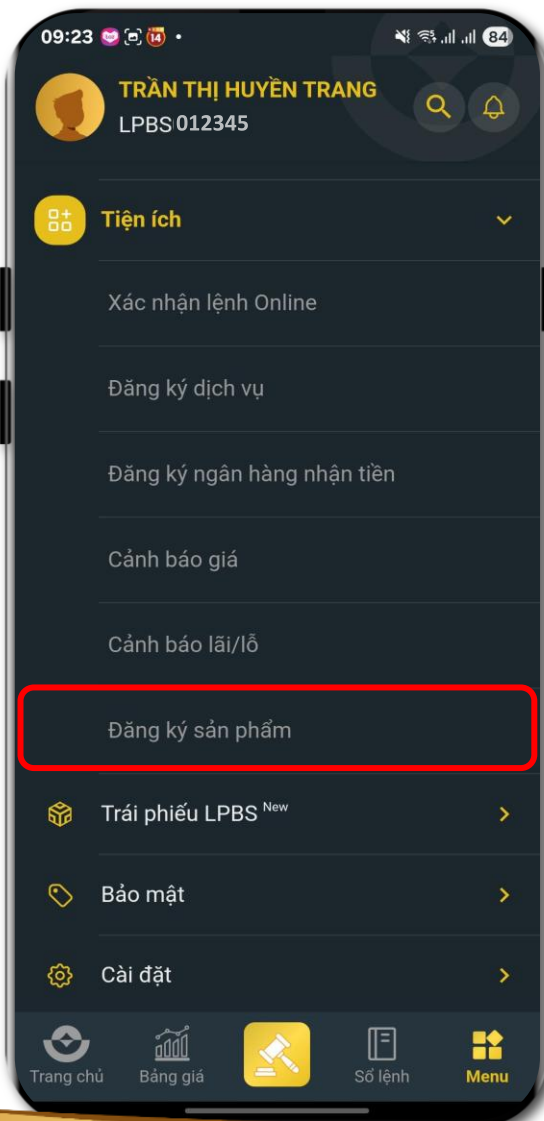 09:23
84
TRẦN THỊ HUYỀN TRANG
LPBS 012345
Tiện ích
Xác nhận lệnh Online
Đăng ký dịch vụ
Đăng ký ngân hàng nhận tiền
Cảnh báo giá
Cảnh báo lãi/lỗ
Đăng ký sản phẩm
Trái phiếu LPBS New
Bảo mật
Cài đặt
Trang chủ Bảng giá Sổ lệnh Menu